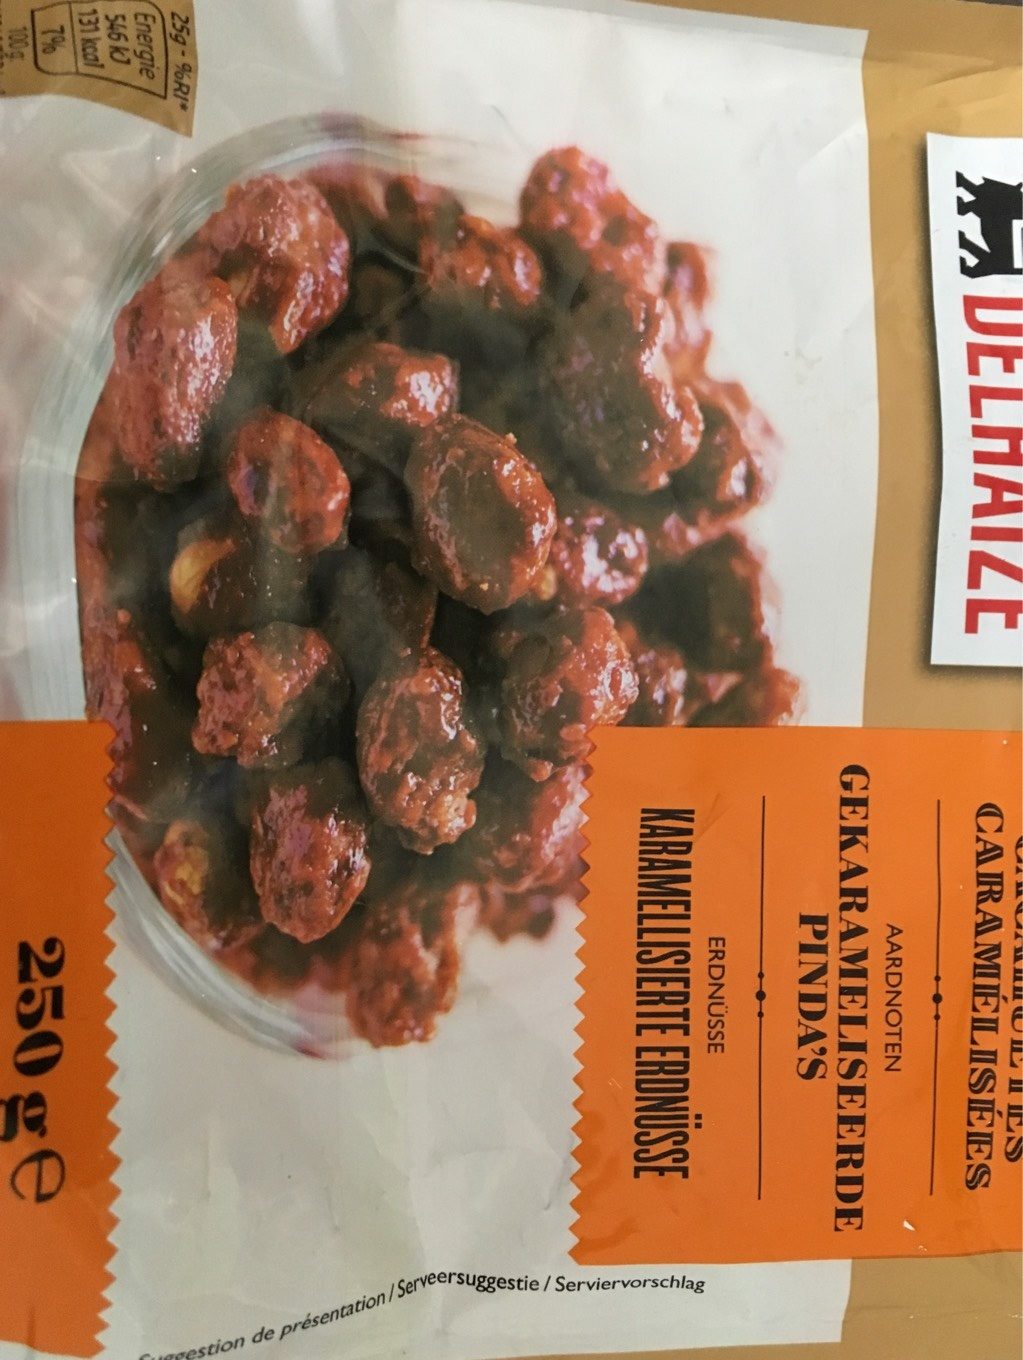 DELHAIZE
CARAMÉLISÉES
AARDNOTEN
GEKARAMELISEERDE
PINDA'S
ERDNÜSSE
KARAMELLISIERTE ERDNÜSSE
25g - %RI*
Energie
546 kJ
131 kcal
7%
100g
250g e
Suggestion de présentation / Serveersuggestie / Serviervorschlag